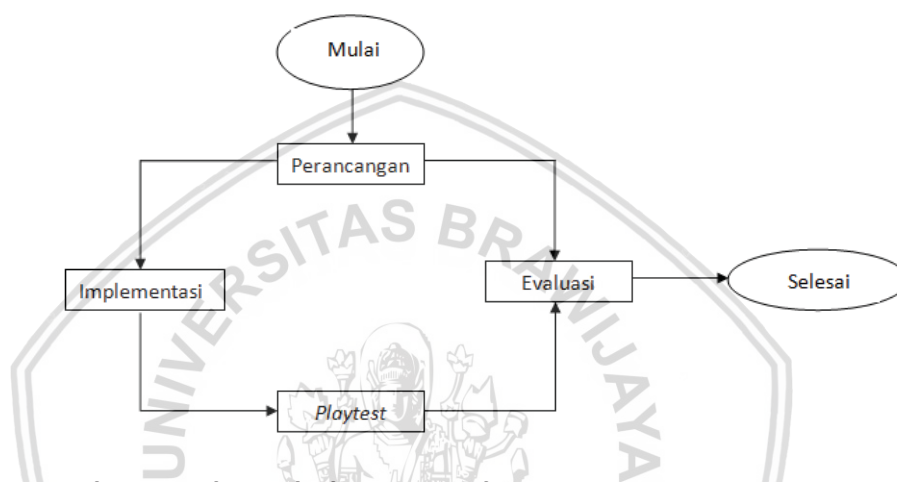 Mulai
Perancangan
Implementasi
Evaluasi
Selesai
Playtest
UNIVERSITAS BRAWIJAYA